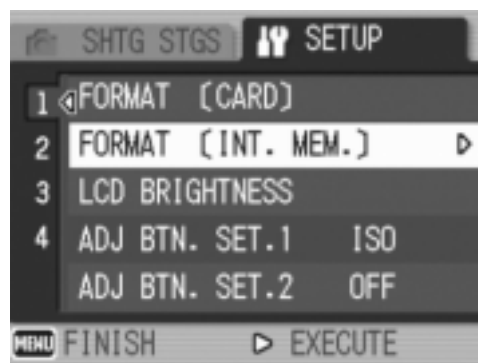 SHTG STGS SETUP
1 FORMAT [CARD]
2 FORMAT [INT. MEM.]
3 LCD BRIGHTNESS
4 ADJ BTN. SET.1 ISO
ADJ BTN. SET.2 OFF
MENU FINISH EXECUTE